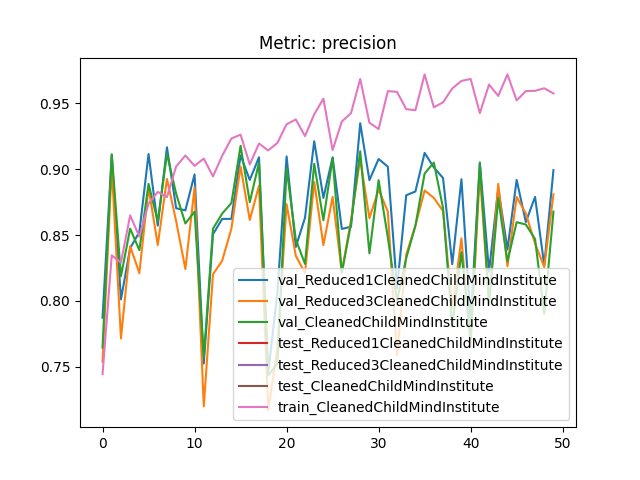 Metric: precision
0.95
0.90
0.85
0.80
0.75
val_Reduced1CleanedChildMindInstitute
val_Reduced3CleanedChildMindInstitute
val_CleanedChildMindInstitute
test_Reduced1CleanedChildMindInstitute
test_Reduced3CleanedChildMindInstitute
test_CleanedChildMindInstitute
train_CleanedChildMindInstitute
0 10 20 30 40 50